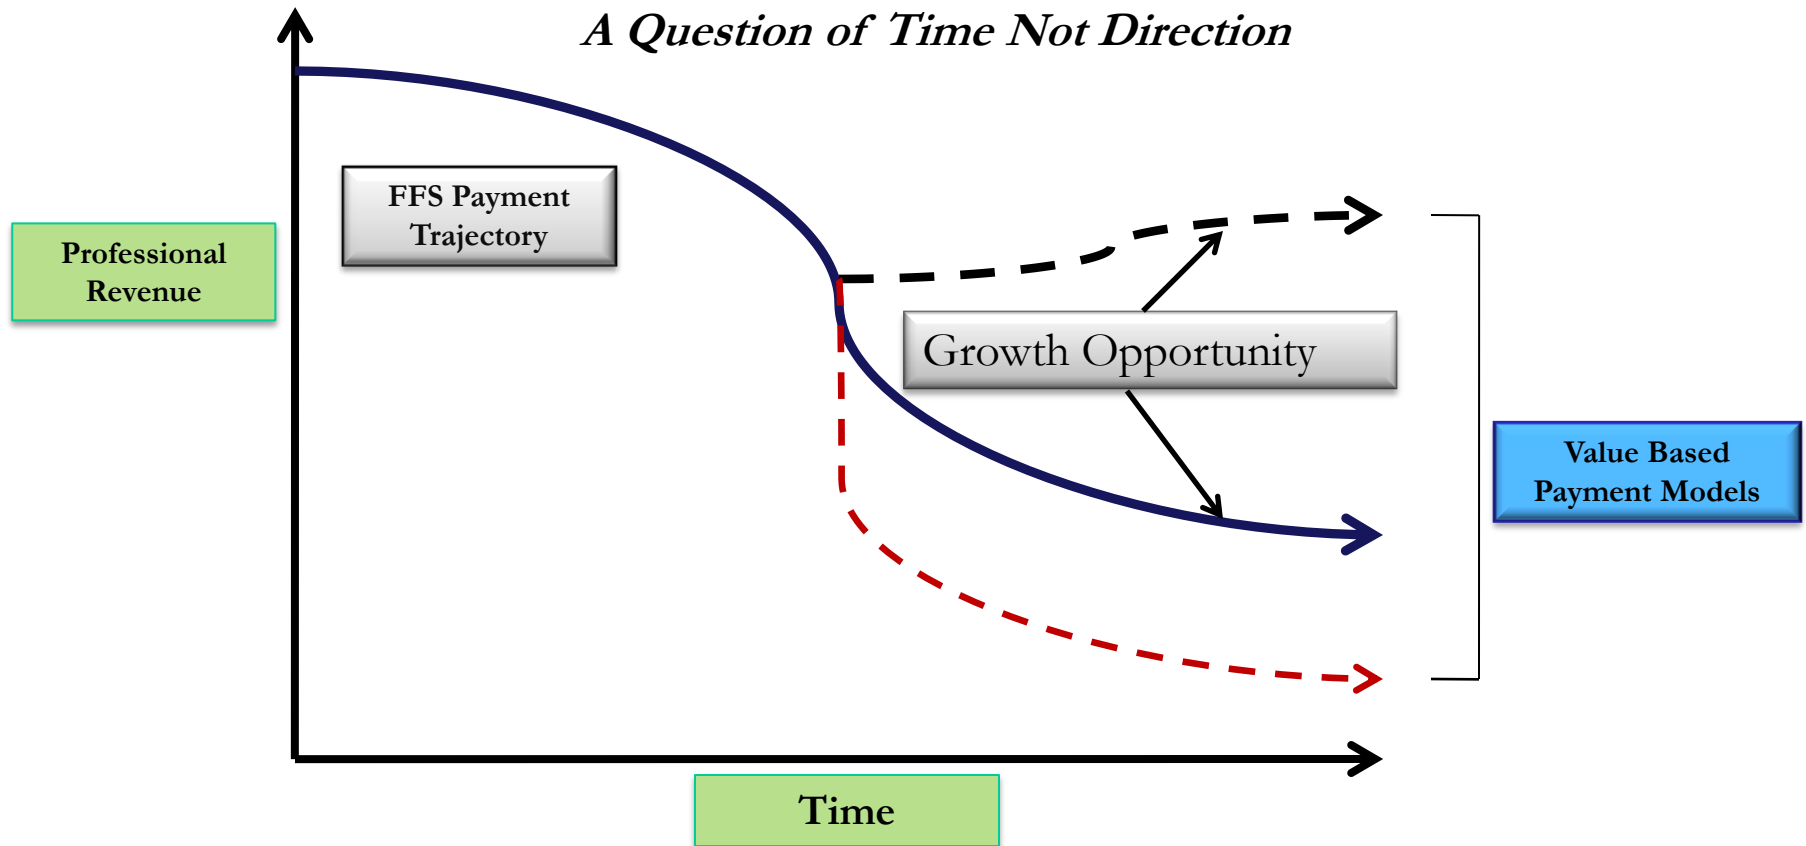 A Question of Time Not Direction
FFS Payment
Trajectory
Professional
Revenue
Growth Opportunity
Value Based
Payment Models
Time